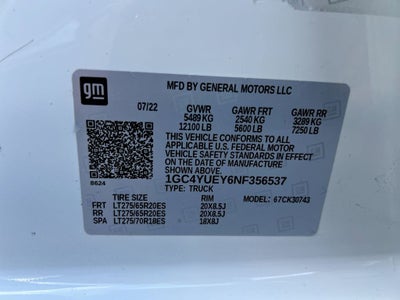 gm
MFD BY GENERAL MOTORS LLC
07/22 GVWR GAWR FRT GAWR RR
5489 KG 2540 KG 3289 KG
12100 LB 5600 LB 7250 LB
THIS VEHICLE CONFORMS TO ALL
APPLICABLE U.S. FEDERAL MOTOR
VEHICLE SAFETY STANDARDS IN EFFECT
ON THE DATE OF MANUFACTURE
SHOWN ABOVE.
8624 1GC4YUEY6NF356537
TYPE: TRUCK
TIRE SIZE RIM MODEL: 67CK30743
FRT LT275/65R20ES 20X8.5J
RR LT275/65R20ES 20X8.5J
SPA LT275/70R18ES 18X8J